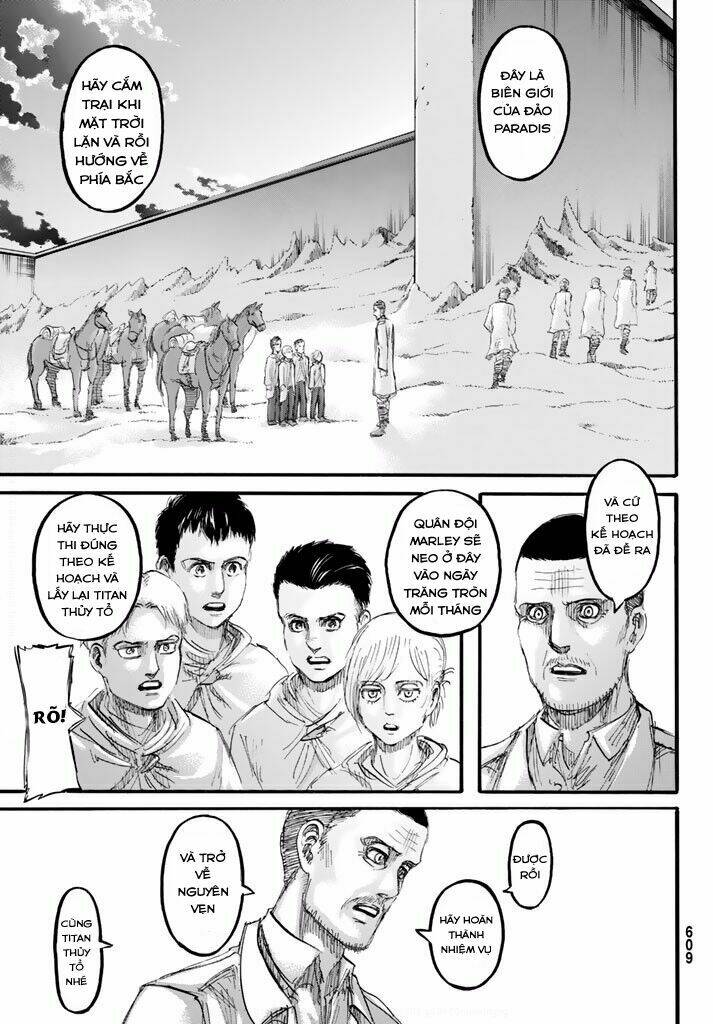 ĐÂY LÀ
BIÊN GIỚI
CỦA ĐẢO
PARADIS
HÃY CẮM
TRẠI KHI
MẶT TRỜI
LẶN VÀ RỒI
HƯỚNG VỀ
PHÍA BẮC
VÀ CỨ
THEO
KẾ HOẠCH
ĐÃ ĐỀ RA
QUÂN ĐỘI
MARLEY SẼ
NEO Ở ĐÂY
VÀO NGÀY
TRĂNG TRÒN
MỖI THÁNG
HÃY THỰC
THI ĐÚNG
THEO KẾ
HOẠCH VÀ
LẤY LẠI TITAN
THỦY TỔ
RÕ!
ĐƯỢC
RỒI
HÃY HOÀN
THÀNH
NHIỆM VỤ
VÀ TRỞ
VỀ
NGUYÊN
VẸN
CÙNG
TITAN
THỦY TỔ
NHÉ
609